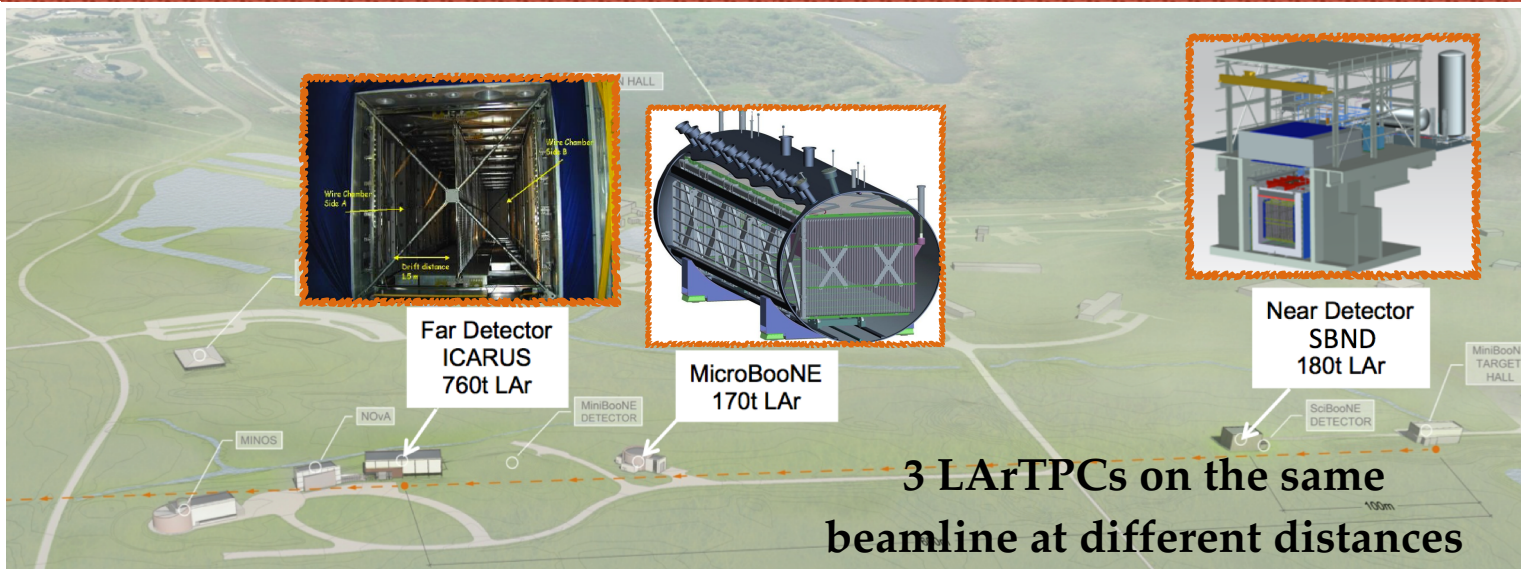 N HALL
Wire Chamber
Side B
Wire Chamber
Side A
Drift distance
1.5 m
Far Detector
ICARUS
760t LAr
MicroBooNE
170t LAr
Near Detector
SBND
180t LAr
MiniBooN
TARGET
HALL
SciBooNE
DETECTOR
MiniBooNE
DETECTOR
NOvA
MINOS
3 LArTPCs on the same
100m
beamline at different distances